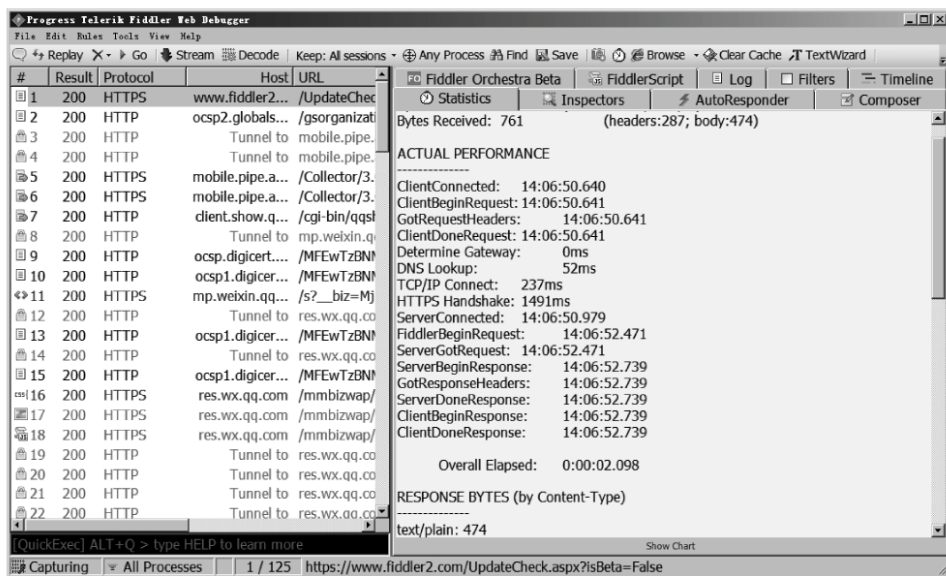 Progress Telerik Fiddler Web Debugger
File Edit Rules Tools View Help
Replay X Go Stream Decode Keep: All sessions Any Process Find Save Browse Clear Cache TextWizard
# Result Protocol Host URL
1 200 HTTPS www.fiddler2... /UpdateChec
2 200 HTTP ocsp2.globals... /gsorganizati
3 200 HTTP Tunnel to mobile.pipe.
4 200 HTTP Tunnel to mobile.pipe.
5 200 HTTPS mobile.pipe.a... /Collector/3.
6 200 HTTPS mobile.pipe.a... /Collector/3.
7 200 HTTP client.show.q... /cgi-bin/qqsh
8 200 HTTP Tunnel to mp.weixin.q
9 200 HTTP ocsp.digicert.... /MFEwTzBNM
10 200 HTTP ocsp1.digicer... /MFEwTzBNM
11 200 HTTPS mp.weixin.qq... /s?__biz=Mj
12 200 HTTP Tunnel to res.wx.qq.co
13 200 HTTP ocsp1.digicer... /MFEwTzBNM
14 200 HTTP Tunnel to res.wx.qq.co
15 200 HTTP ocsp1.digicer... /MFEwTzBNM
16 200 HTTPS res.wx.qq.com /mmbizwap/
17 200 HTTPS res.wx.qq.com /mmbizwap/
18 200 HTTPS res.wx.qq.com /mmbizwap/
19 200 HTTP Tunnel to res.wx.qq.co
20 200 HTTP Tunnel to res.wx.qq.co
21 200 HTTP Tunnel to res.wx.qq.co
22 200 HTTP Tunnel to res.wx.qq.co
[QuickExec] ALT+Q > type HELP to learn more
FO Fiddler Orchestra Beta FiddlerScript Log Filters Timeline
Statistics Inspectors AutoResponder Composer
Bytes Received: 761 (headers:287; body:474)
ACTUAL PERFORMANCE
--------------
ClientConnected: 14:06:50.640
ClientBeginRequest: 14:06:50.641
GotRequestHeaders: 14:06:50.641
ClientDoneRequest: 14:06:50.641
Determine Gateway: 0ms
DNS Lookup: 52ms
TCP/IP Connect: 237ms
HTTPS Handshake: 1491ms
ServerConnected: 14:06:50.979
FiddlerBeginRequest: 14:06:52.471
ServerGotRequest: 14:06:52.471
ServerBeginResponse: 14:06:52.739
GotResponseHeaders: 14:06:52.739
ServerDoneResponse: 14:06:52.739
ClientBeginResponse: 14:06:52.739
ClientDoneResponse: 14:06:52.739
Overall Elapsed: 0:00:02.098
RESPONSE BYTES (by Content-Type)
--------------
text/plain: 474
Show Chart
Capturing All Processes 1 / 125 https://www.fiddler2.com/UpdateCheck.aspx?isBeta=False